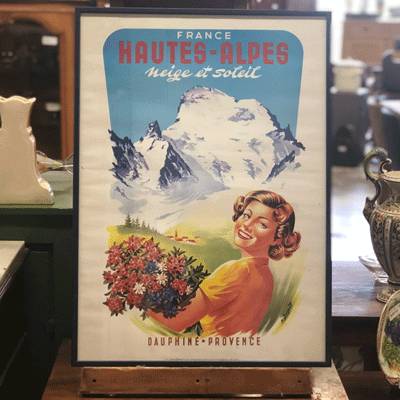 FRANCE
HAUTES-ALPES
neige et soleil
DAUPHINÉ•PROVENCE